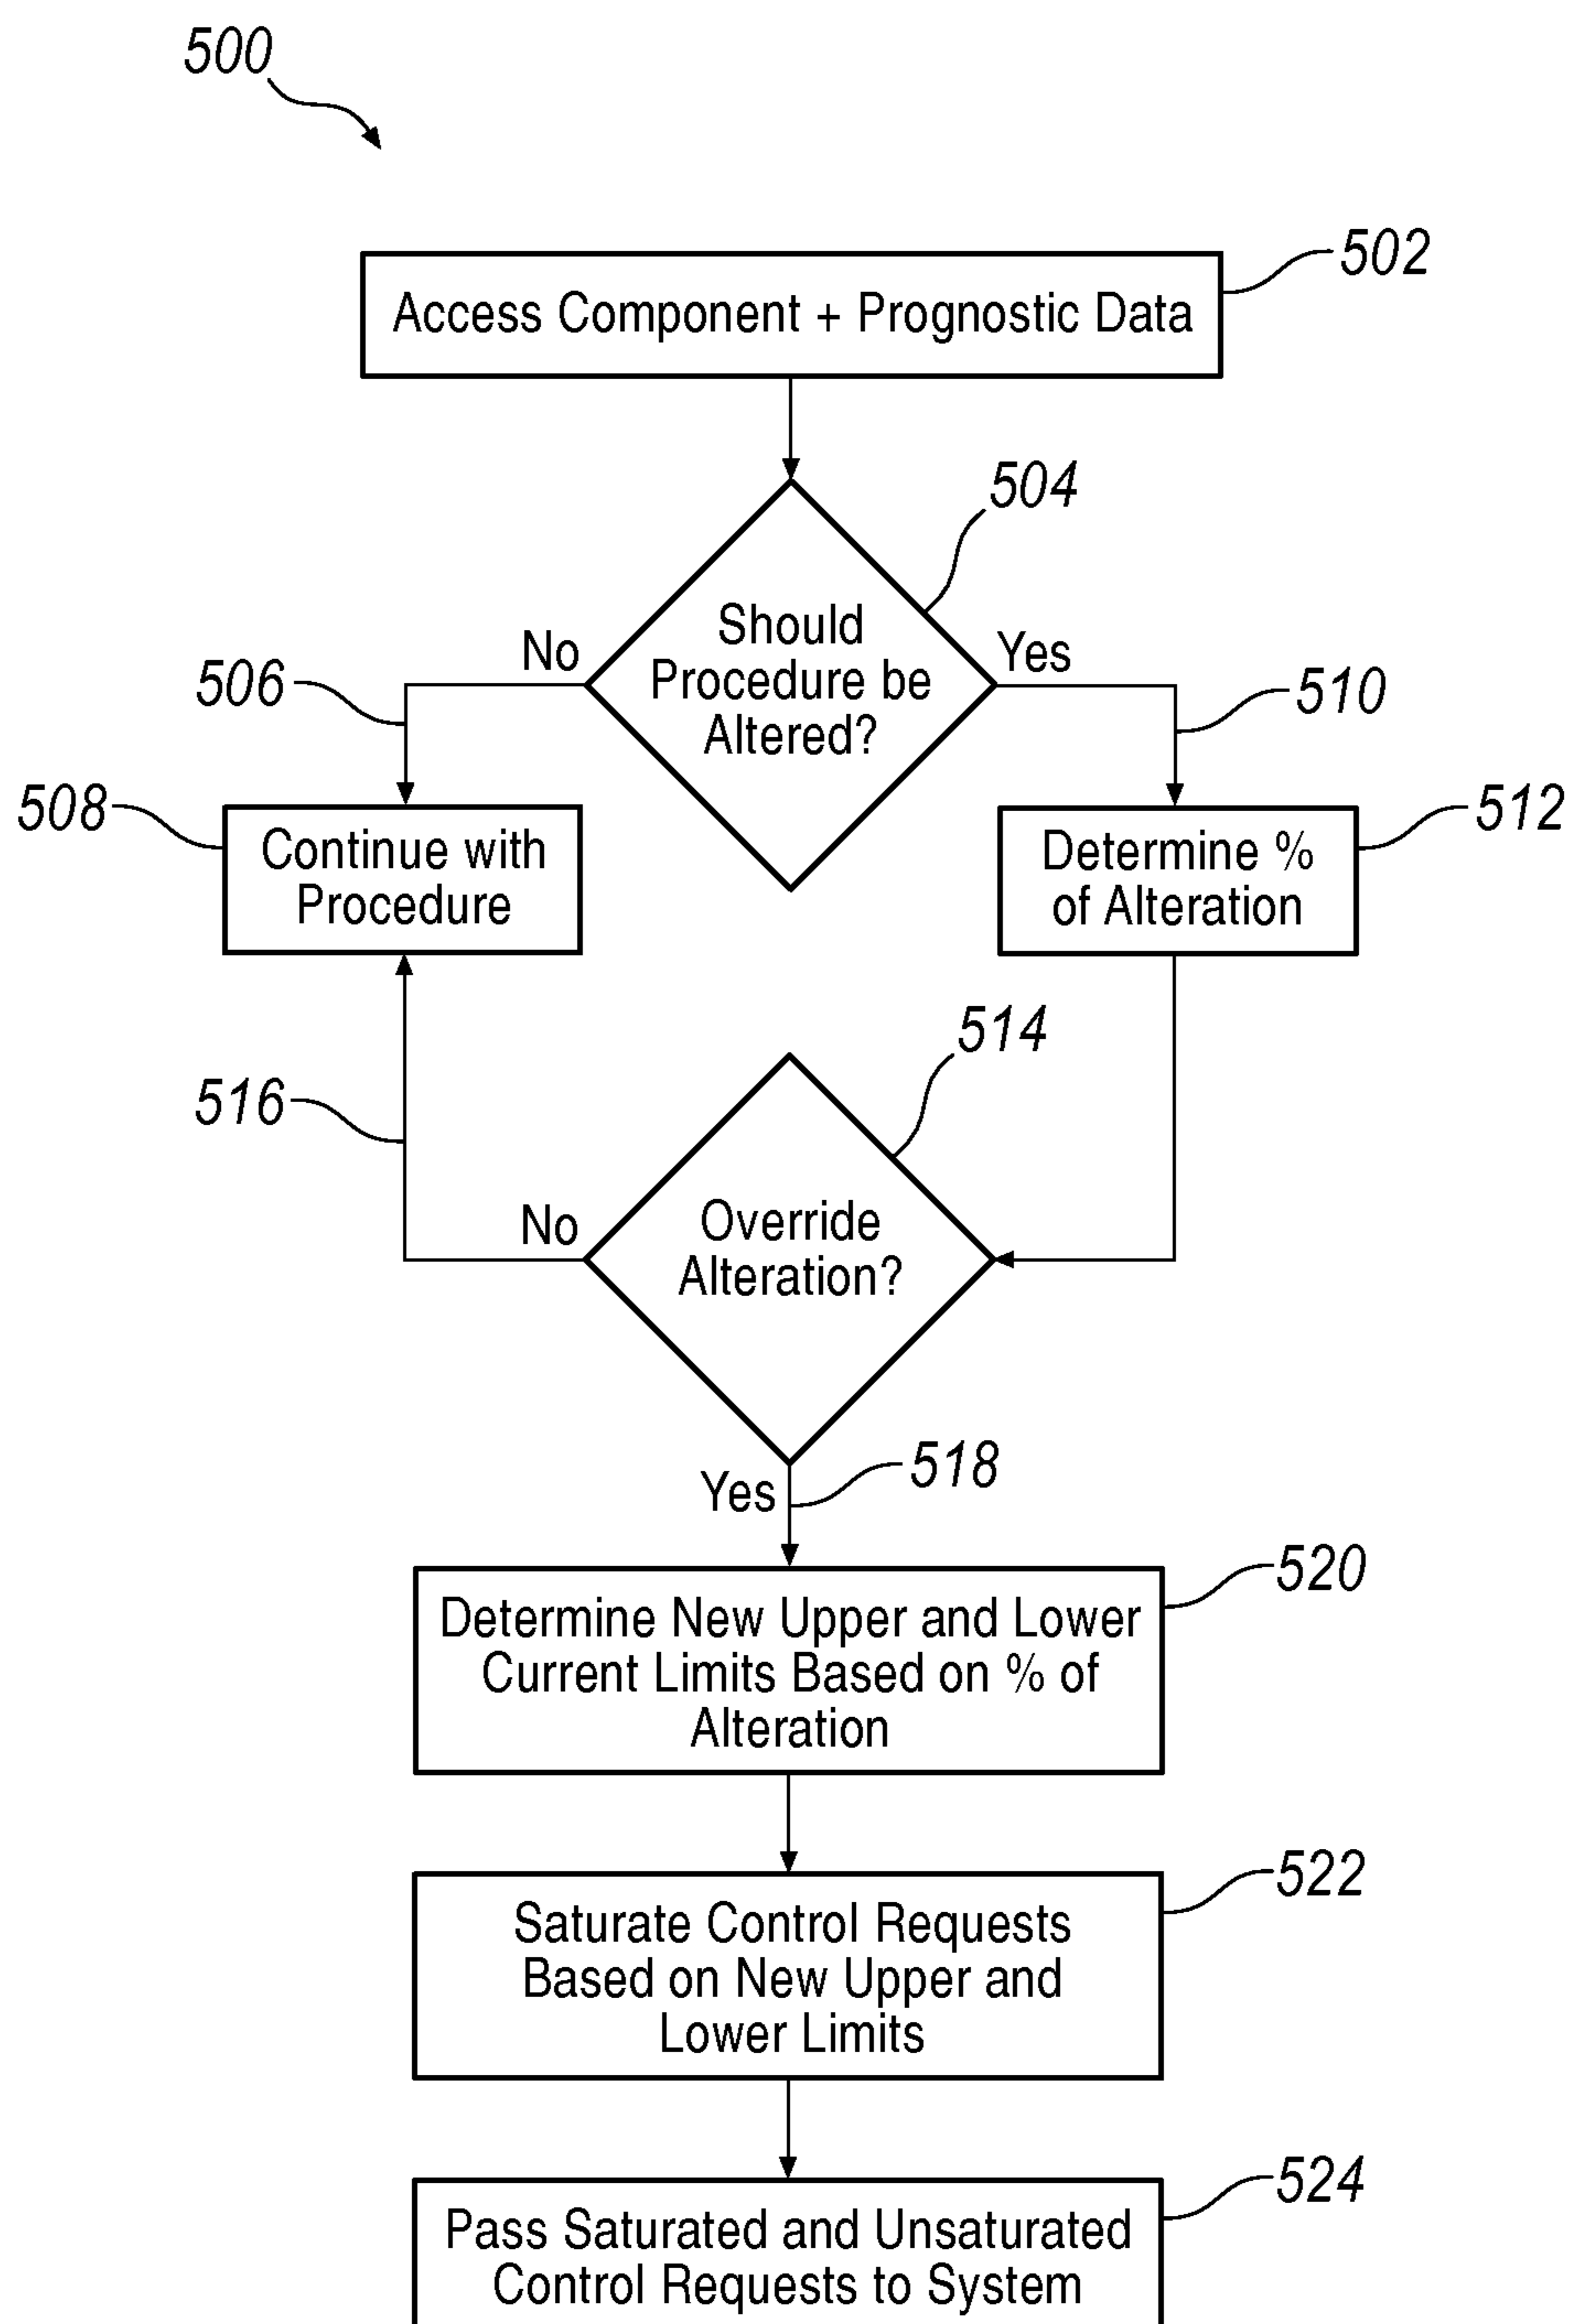 500
502
Access Component + Prognostic Data
504
Should
Procedure be
Altered?
No
Yes
506
510
508
Continue with
Procedure
512
Determine %
of Alteration
514
516
Override
Alteration?
No
Yes
518
520
Determine New Upper and Lower
Current Limits Based on % of
Alteration
522
Saturate Control Requests
Based on New Upper and
Lower Limits
524
Pass Saturated and Unsaturated
Control Requests to System